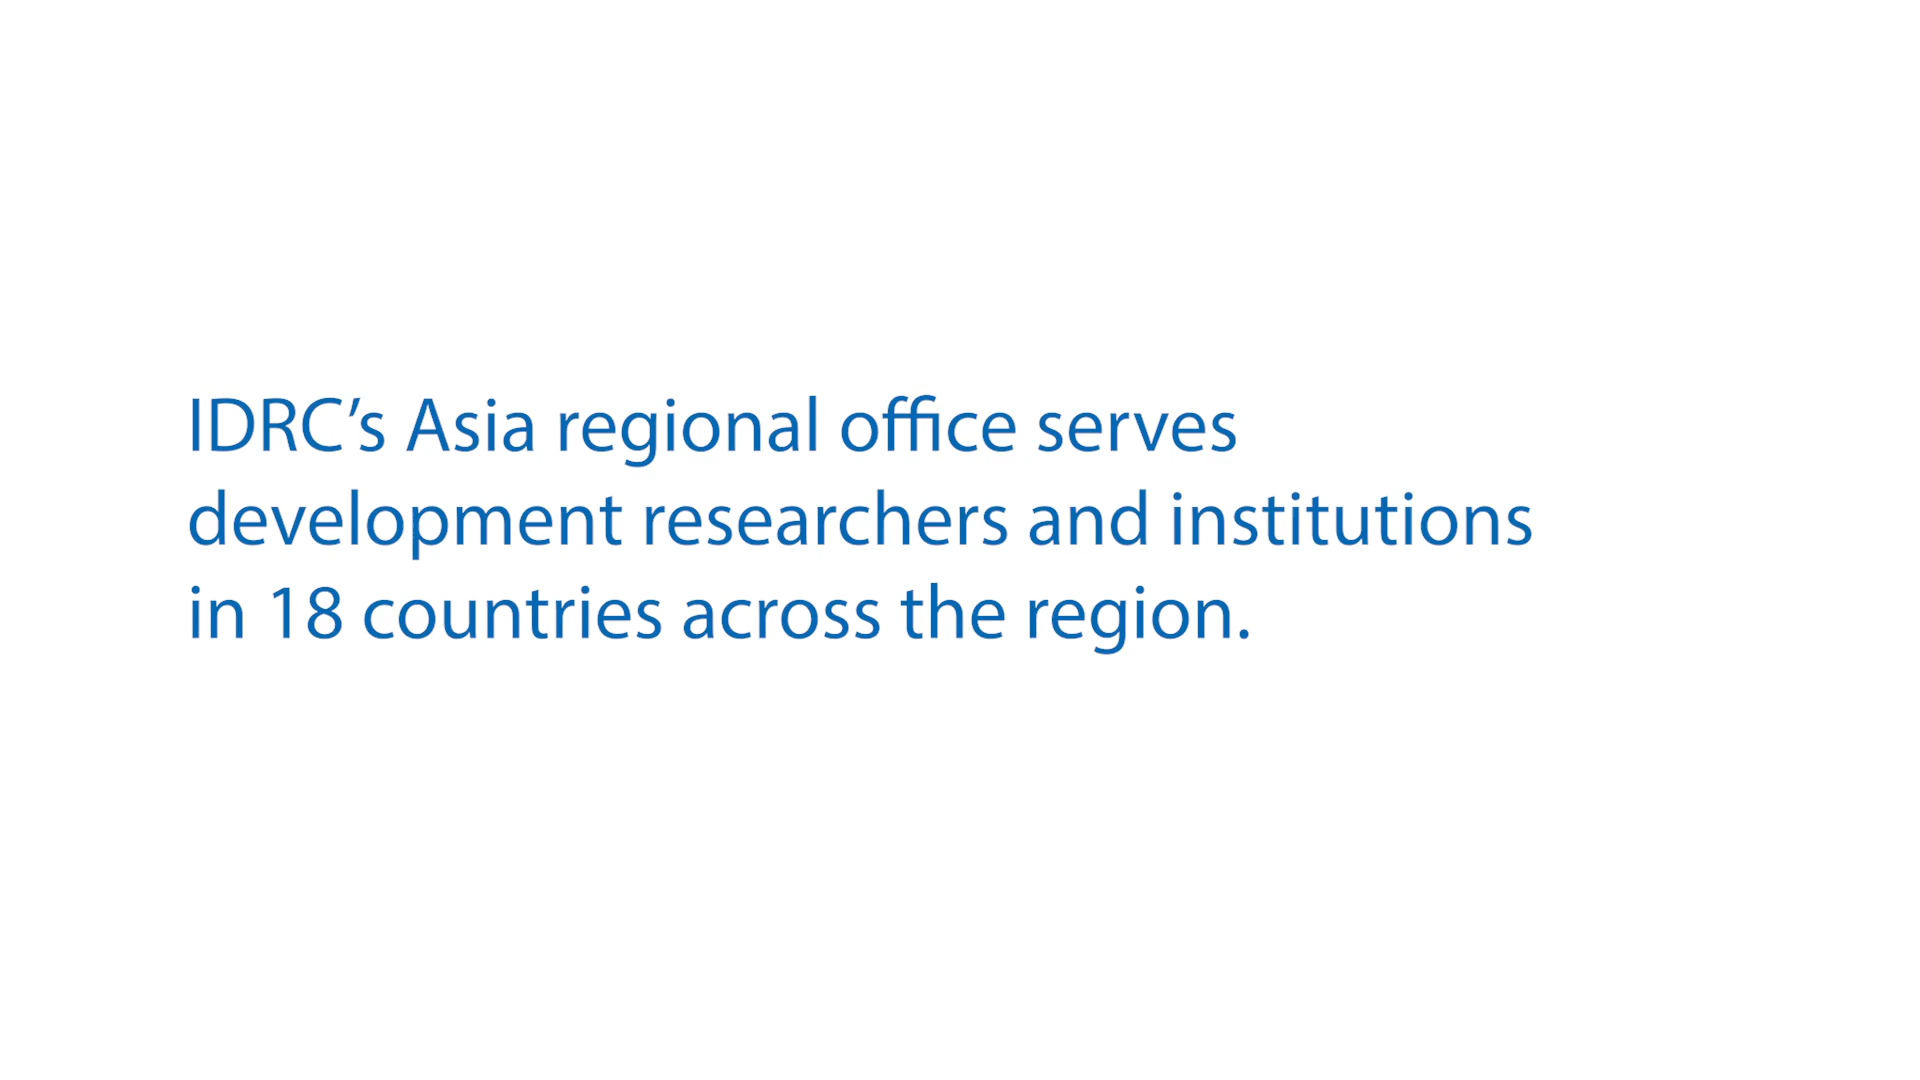 IDRC’s Asia regional office serves
development researchers and institutions
in 18 countries across the region.